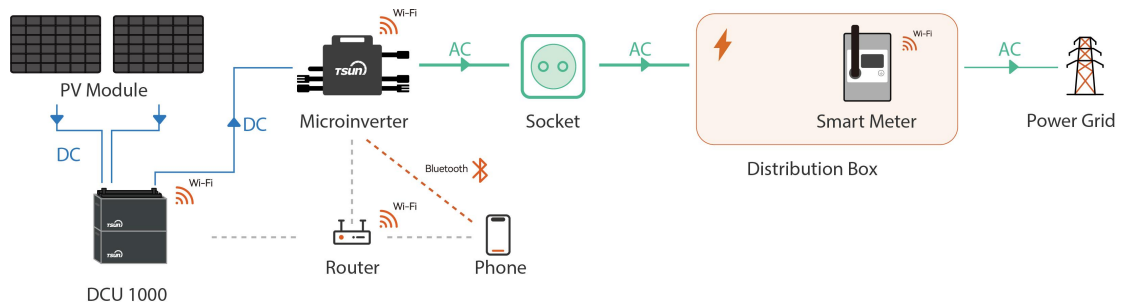 Wi-Fi
Wi-Fi
TSUN
AC
AC
AC
PV Module
Microinverter
Socket
Smart Meter
Power Grid
DC
DC
Distribution Box
Bluetooth
Wi-Fi
Wi-Fi
TSUN
TSUN
Router
Phone
DCU 1000